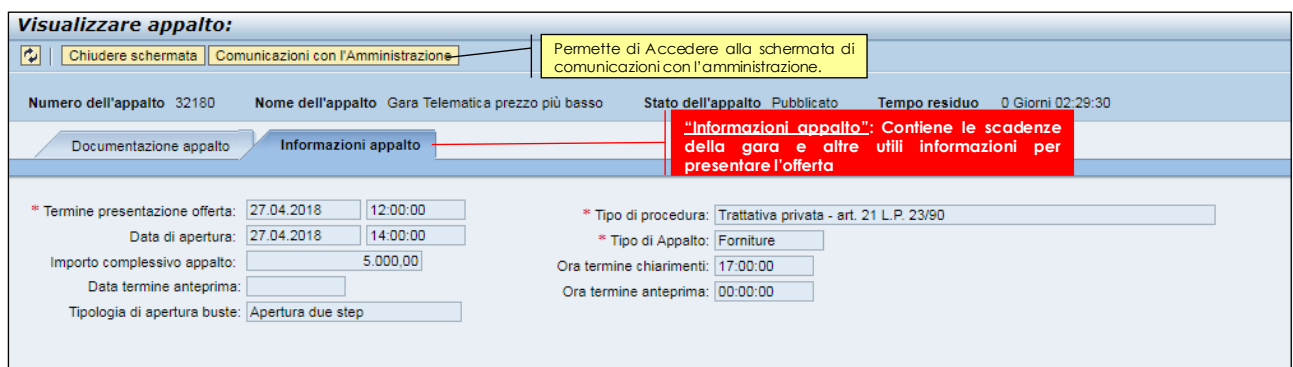 Visualizzare appalto:
Chiudere schermata Comunicazioni con l'Amministrazione
Permette di Accedere alla schermata di
comunicazioni con l'amministrazione.
Numero dell'appalto 32180 Nome dell'appalto Gara Telematica prezzo più basso Stato dell'appalto Pubblicato Tempo residuo 0 Giorni 02:29:30
Documentazione appalto Informazioni appalto
"Informazioni appalto": Contiene le scadenze
della gara e altre utili informazioni per
presentare l'offerta
* Termine presentazione offerta: 27.04.2018 12:00:00
Data di apertura: 27.04.2018 14:00:00
Importo complessivo appalto: 5.000,00
Data termine anteprima:
Tipologia di apertura buste: Apertura due step
* Tipo di procedura: Trattativa privata - art. 21 L.P. 23/90
* Tipo di Appalto: Forniture
Ora termine chiarimenti: 17:00:00
Ora termine anteprima: 00:00:00